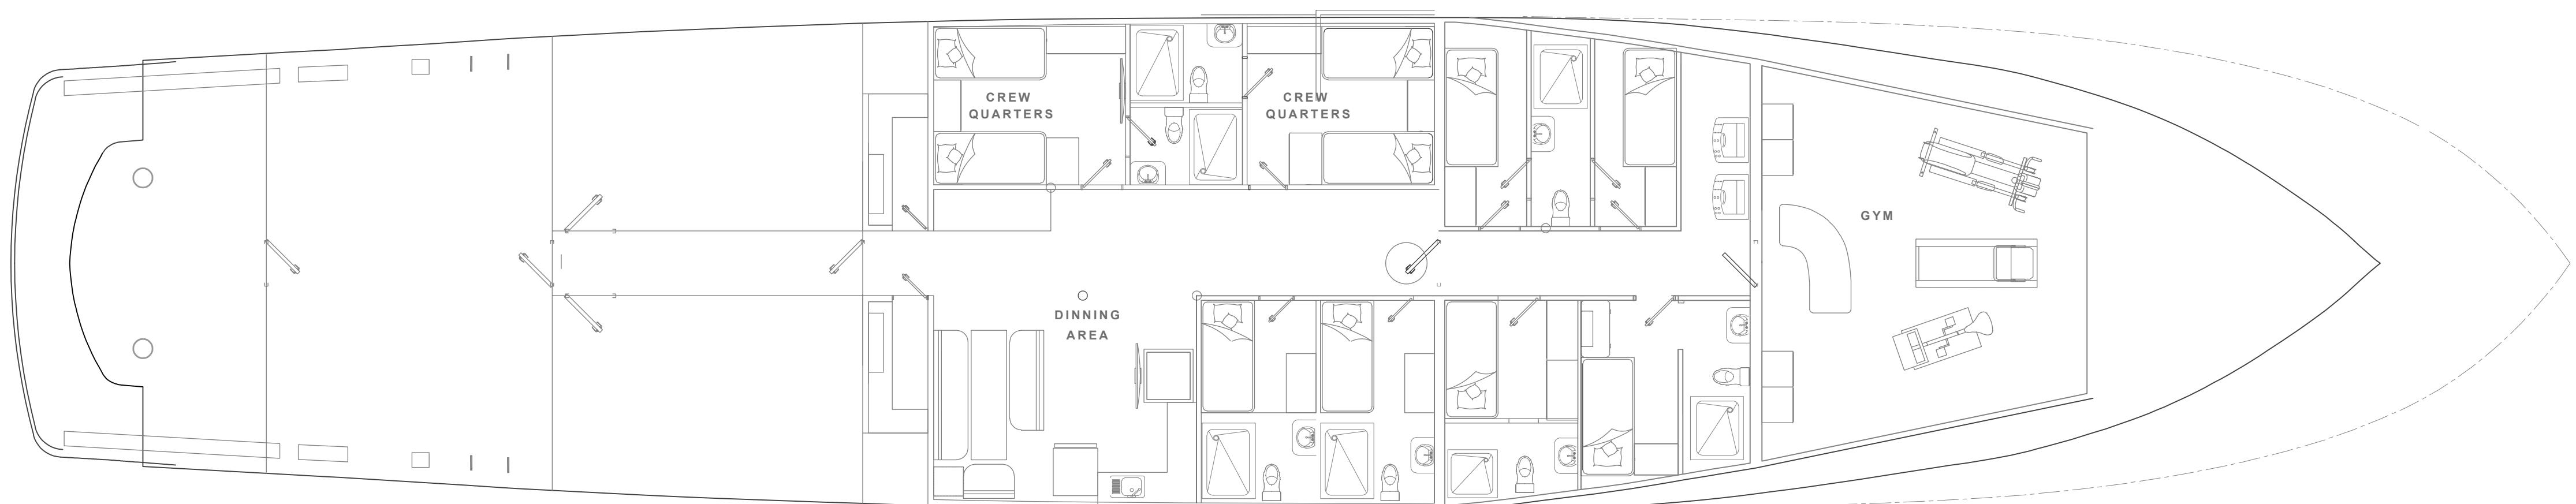 CREW
QUARTERS
CREW
QUARTERS
GYM
DINNING
AREA